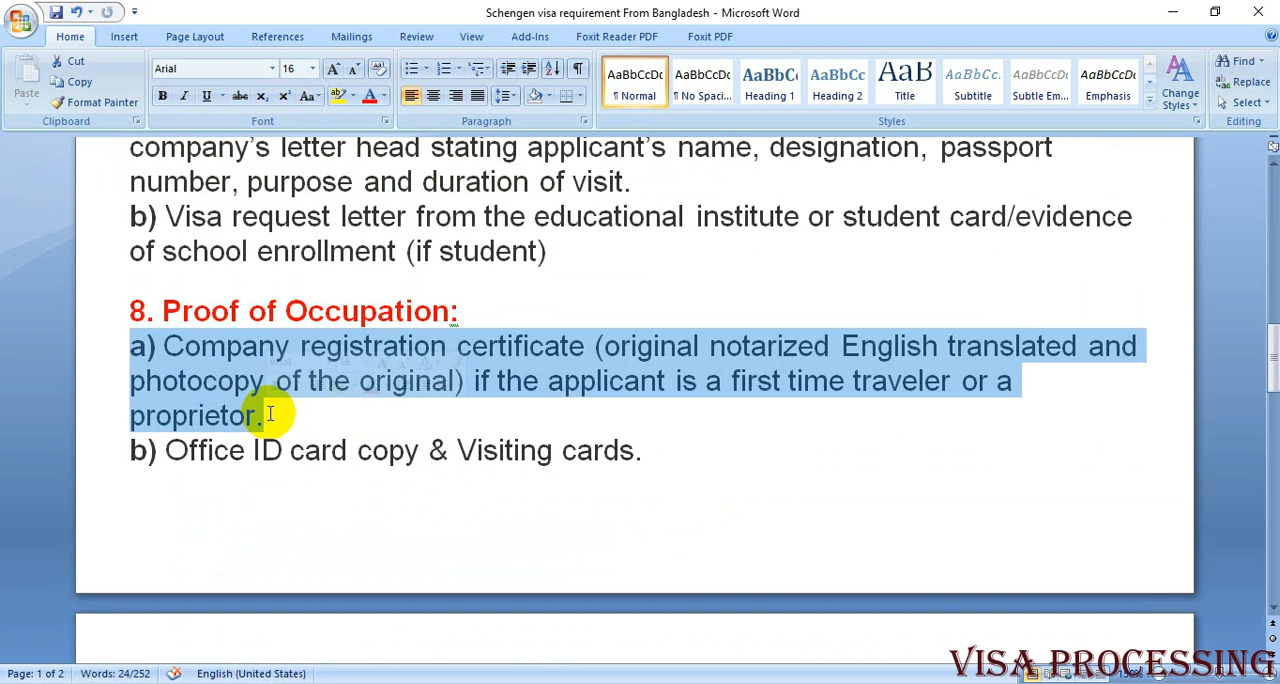 Schengen visa requirement From Bangladesh - Microsoft Word
Home Insert Page Layout References Mailings Review View Add-Ins Foxit Reader PDF Foxit PDF
Paste
Cut
Copy
Format Painter
Clipboard
Arial 16
Font
Paragraph
AaBbCcDc AaBbCcDc AaBbCc AaBbCc AaB AaBbCc. AaBbCcDc AaBbCcDc
¶ Normal ¶ No Spaci... Heading 1 Heading 2 Title Subtitle Subtle Em... Emphasis
Styles
Change Styles
Find
Replace
Select
Editing
company's letter head stating applicant's name, designation, passport
number, purpose and duration of visit.
b) Visa request letter from the educational institute or student card/evidence
of school enrollment (if student)
8. Proof of Occupation:
a) Company registration certificate (original notarized English translated and
photocopy of the original) if the applicant is a first time traveler or a
proprietor.
b) Office ID card copy & Visiting cards.
Page: 1 of 2 Words: 24/252 English (United States)
VISA PROCESSING